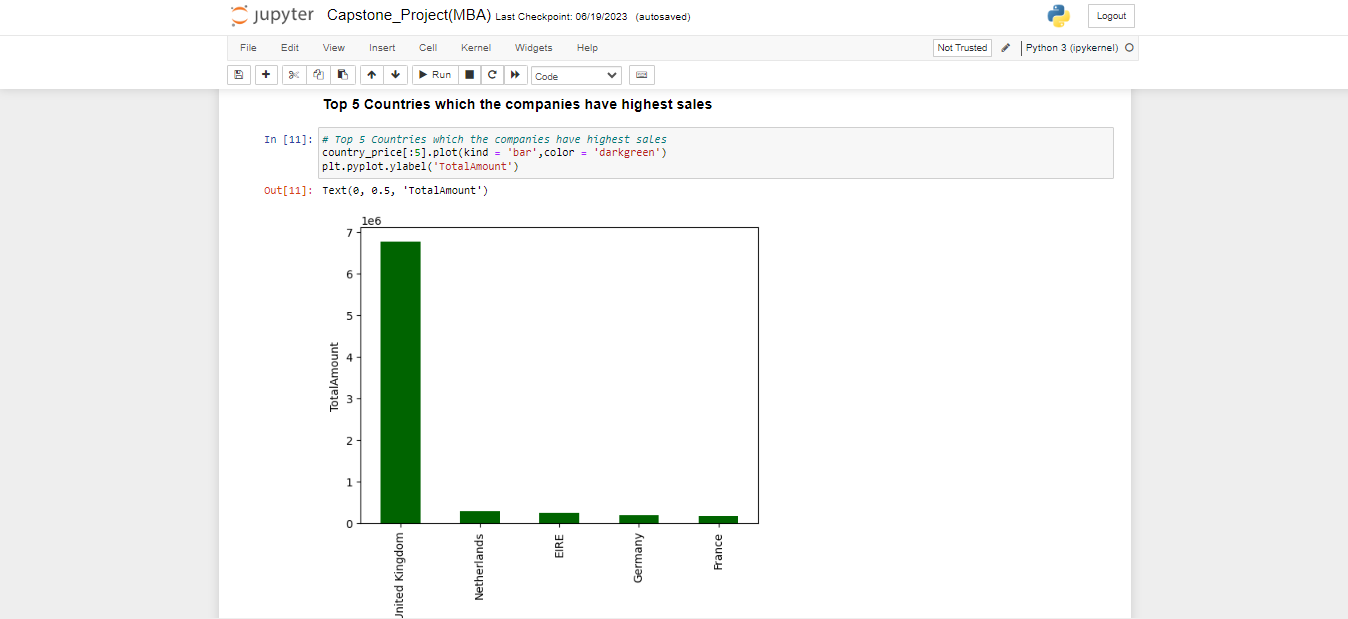 jupyter Capstone_Project(MBA) Last Checkpoint: 06/19/2023 (autosaved) Logout
File Edit View Insert Cell Kernel Widgets Help Not Trusted Python 3 (ipykernel)
Run Code
Top 5 Countries which the companies have highest sales
In [11]: # Top 5 Countries which the companies have highest sales
country_price[:5].plot(kind = 'bar',color = 'darkgreen')
plt.pyplot.ylabel('TotalAmount')
Out[11]: Text(0, 0.5, 'TotalAmount')
1e6
7
6
5
4
3
2
1
0
TotalAmount
United Kingdom
Netherlands
EIRE
Germany
France